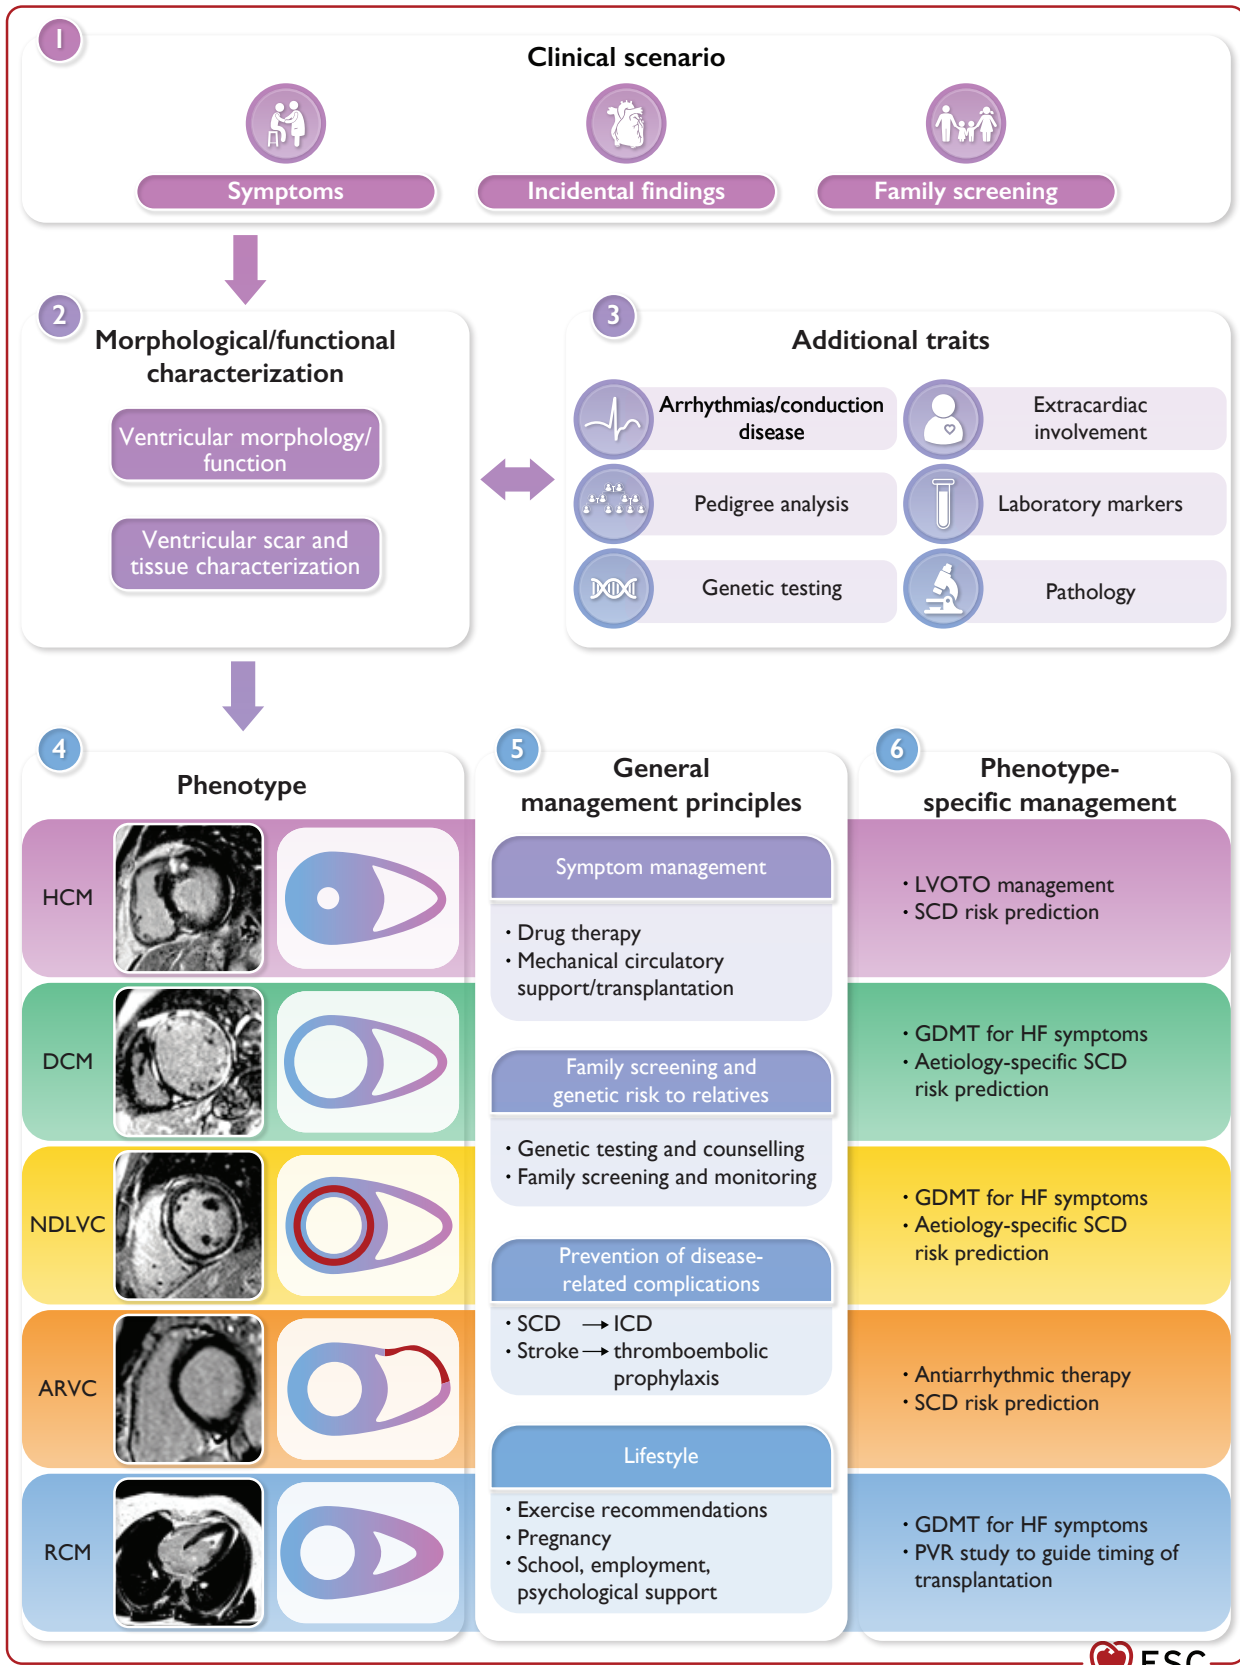 1
Clinical scenario
Symptoms
Incidental findings
Family screening
2
Morphological/functional
characterization
Ventricular morphology/
function
Ventricular scar and
tissue characterization
3
Additional traits
Arrhythmias/conduction
disease
Extracardiac
involvement
Pedigree analysis
Laboratory markers
Genetic testing
Pathology
4
Phenotype
HCM
DCM
NDLVC
ARVC
RCM
5
General
management principles
Symptom management
· Drug therapy
· Mechanical circulatory
support/transplantation
Family screening and
genetic risk to relatives
· Genetic testing and counselling
· Family screening and monitoring
Prevention of disease-
related complications
· SCD → ICD
· Stroke → thromboembolic
prophylaxis
Lifestyle
· Exercise recommendations
· Pregnancy
· School, employment,
psychological support
6
Phenotype-
specific management
· LVOTO management
· SCD risk prediction
· GDMT for HF symptoms
· Aetiology-specific SCD
risk prediction
· GDMT for HF symptoms
· Aetiology-specific SCD
risk prediction
· Antiarrhythmic therapy
· SCD risk prediction
· GDMT for HF symptoms
· PVR study to guide timing of
transplantation
ESC